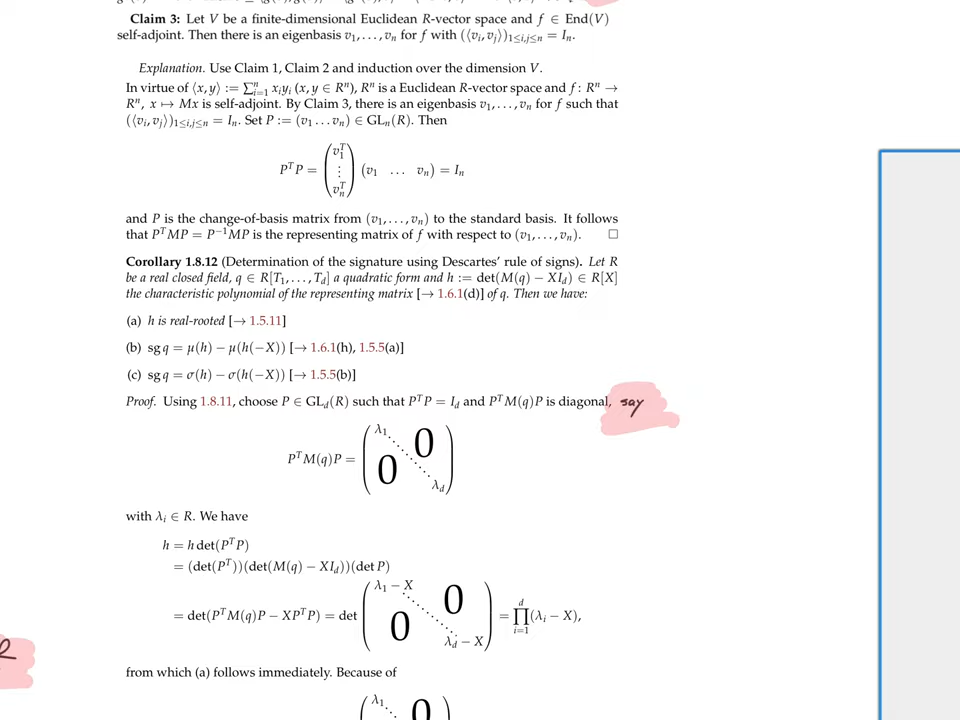 Claim 3: Let V be a finite-dimensional Euclidean R-vector space and f ∈ End(V)
self-adjoint. Then there is an eigenbasis v₁, . . . , vₙ for f with (⟨vᵢ, vⱼ⟩)₁≤ᵢ,ⱼ≤ₙ = Iₙ.
Explanation. Use Claim 1, Claim 2 and induction over the dimension V.
In virtue of ⟨x, y⟩ := ∑ⁿᵢ₌₁ xᵢyᵢ (x, y ∈ Rⁿ), Rⁿ is a Euclidean R-vector space and f : Rⁿ →
Rⁿ, x ↦ Mx is self-adjoint. By Claim 3, there is an eigenbasis v₁, . . . , vₙ for f such that
(⟨vᵢ, vⱼ⟩)₁≤ᵢ,ⱼ≤ₙ = Iₙ. Set P := (v₁ . . . vₙ) ∈ GLₙ(R). Then
PᵀP = (v₁ᵀ ⋮ vₙᵀ) (v₁ . . . vₙ) = Iₙ
and P is the change-of-basis matrix from (v₁, . . . , vₙ) to the standard basis. It follows
that PᵀMP = P⁻¹MP is the representing matrix of f with respect to (v₁, . . . , vₙ). □
Corollary 1.8.12 (Determination of the signature using Descartes' rule of signs). Let R
be a real closed field, q ∈ R[T₁, . . . , T_d] a quadratic form and h := det(M(q) − XI_d) ∈ R[X]
the characteristic polynomial of the representing matrix [→ 1.6.1(d)] of q. Then we have:
(a) h is real-rooted [→ 1.5.11]
(b) sg q = μ(h) − μ(h(−X)) [→ 1.6.1(h), 1.5.5(a)]
(c) sg q = σ(h) − σ(h(−X)) [→ 1.5.5(b)]
Proof. Using 1.8.11, choose P ∈ GL_d(R) such that PᵀP = I_d and PᵀM(q)P is diagonal, say
PᵀM(q)P = (λ₁ 0 ⋱ 0 λ_d)
with λᵢ ∈ R. We have
h = h det(PᵀP)
= (det(Pᵀ))(det(M(q) − XI_d))(det P)
= det(PᵀM(q)P − XPᵀP) = det (λ₁ − X 0 ⋱ 0 λ_d − X) = ∏ᵈᵢ₌₁ (λᵢ − X),
R
from which (a) follows immediately. Because of
λ₁ 0